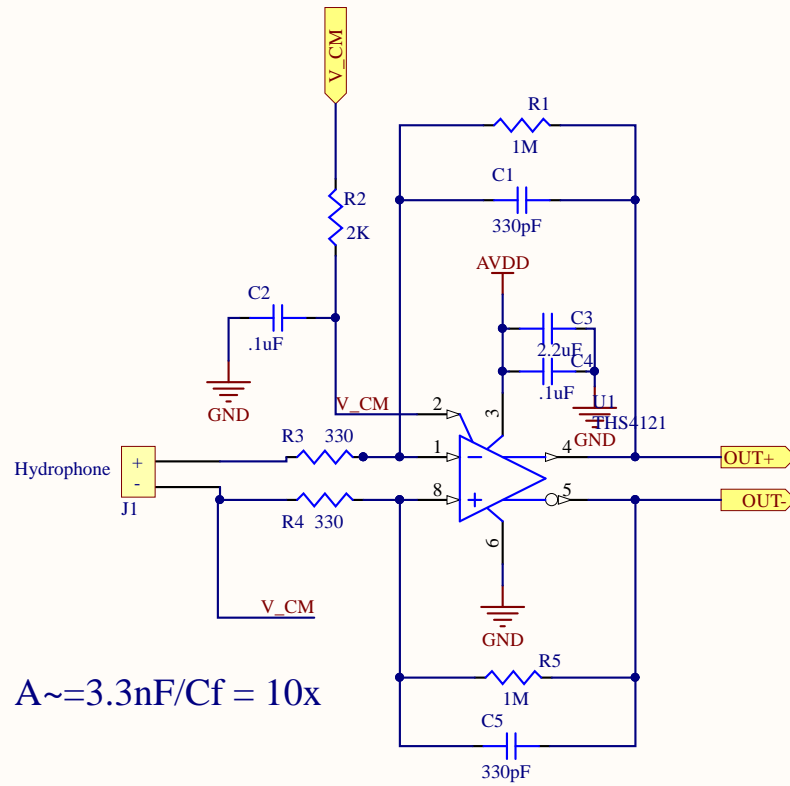 V_CM
R1
1M
C1
330pF
R2
2K
AVDD
C2
.1uF
C3
2.2uF
C4
.1uF
GND
U1
THS4121
GND
V_CM
2
3
R3 330
1
4
OUT+
Hydrophone
+
-
J1
8
5
OUT-
R4 330
6
V_CM
GND
R5
1M
A~=3.3nF/Cf = 10x
C5
330pF